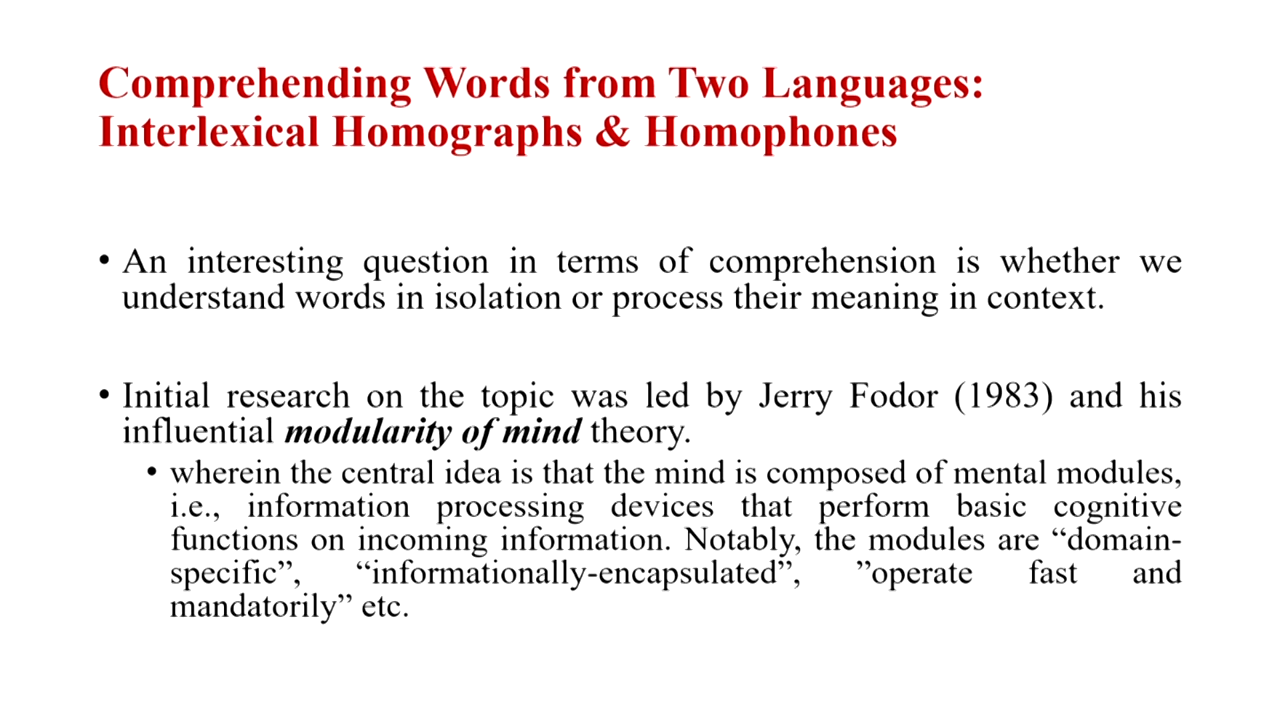 Comprehending Words from Two Languages:
Interlexical Homographs & Homophones
• An interesting question in terms of comprehension is whether we
understand words in isolation or process their meaning in context.
• Initial research on the topic was led by Jerry Fodor (1983) and his
influential modularity of mind theory.
• wherein the central idea is that the mind is composed of mental modules,
i.e., information processing devices that perform basic cognitive
functions on incoming information. Notably, the modules are “domain-
specific”, “informationally-encapsulated”, ”operate fast and
mandatorily” etc.